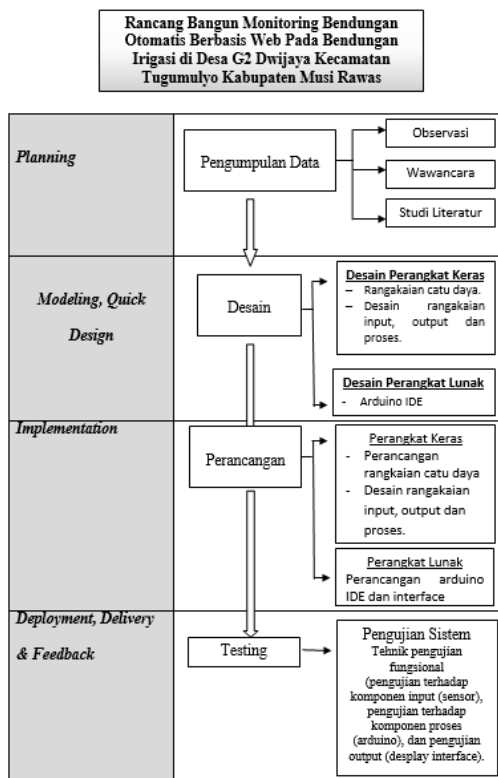 Rancang Bangun Monitoring Bendungan
Otomatis Berbasis Web Pada Bendungan
Irigasi di Desa G2 Dwijaya Kecamatan
Tugumulyo Kabupaten Musi Rawas
Planning
Pengumpulan Data
Observasi
Wawancara
Studi Literatur
Modeling, Quick
Design
Desain
Desain Perangkat Keras
– Rangakaian catu daya.
– Desain rangakaian
input, output dan
proses.
Desain Perangkat Lunak
- Arduino IDE
Implementation
Perancangan
Perangkat Keras
- Perancangan
rangkaian catu daya
- Desain rangakaian
input, output dan
proses.
Perangkat Lunak
Perancangan arduino
IDE dan interface
Deployment, Delivery
& Feedback
Testing
Pengujian Sistem
Tehnik pengujian
fungsional
(pengujian terhadap
komponen input (sensor),
pengujian terhadap
komponen proses
(arduino), dan pengujian
output (desplay interface).